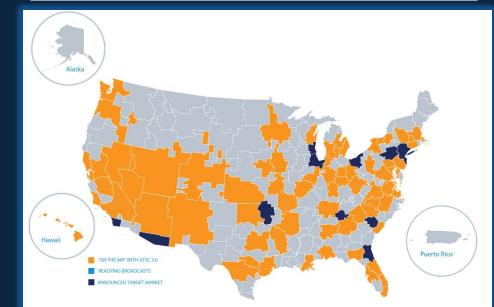 Alaska
Hawaii
Puerto Rico
"ON THE AIR" WITH ATSC 3.0
READYING BROADCASTS
ANNOUNCED TARGET MARKET